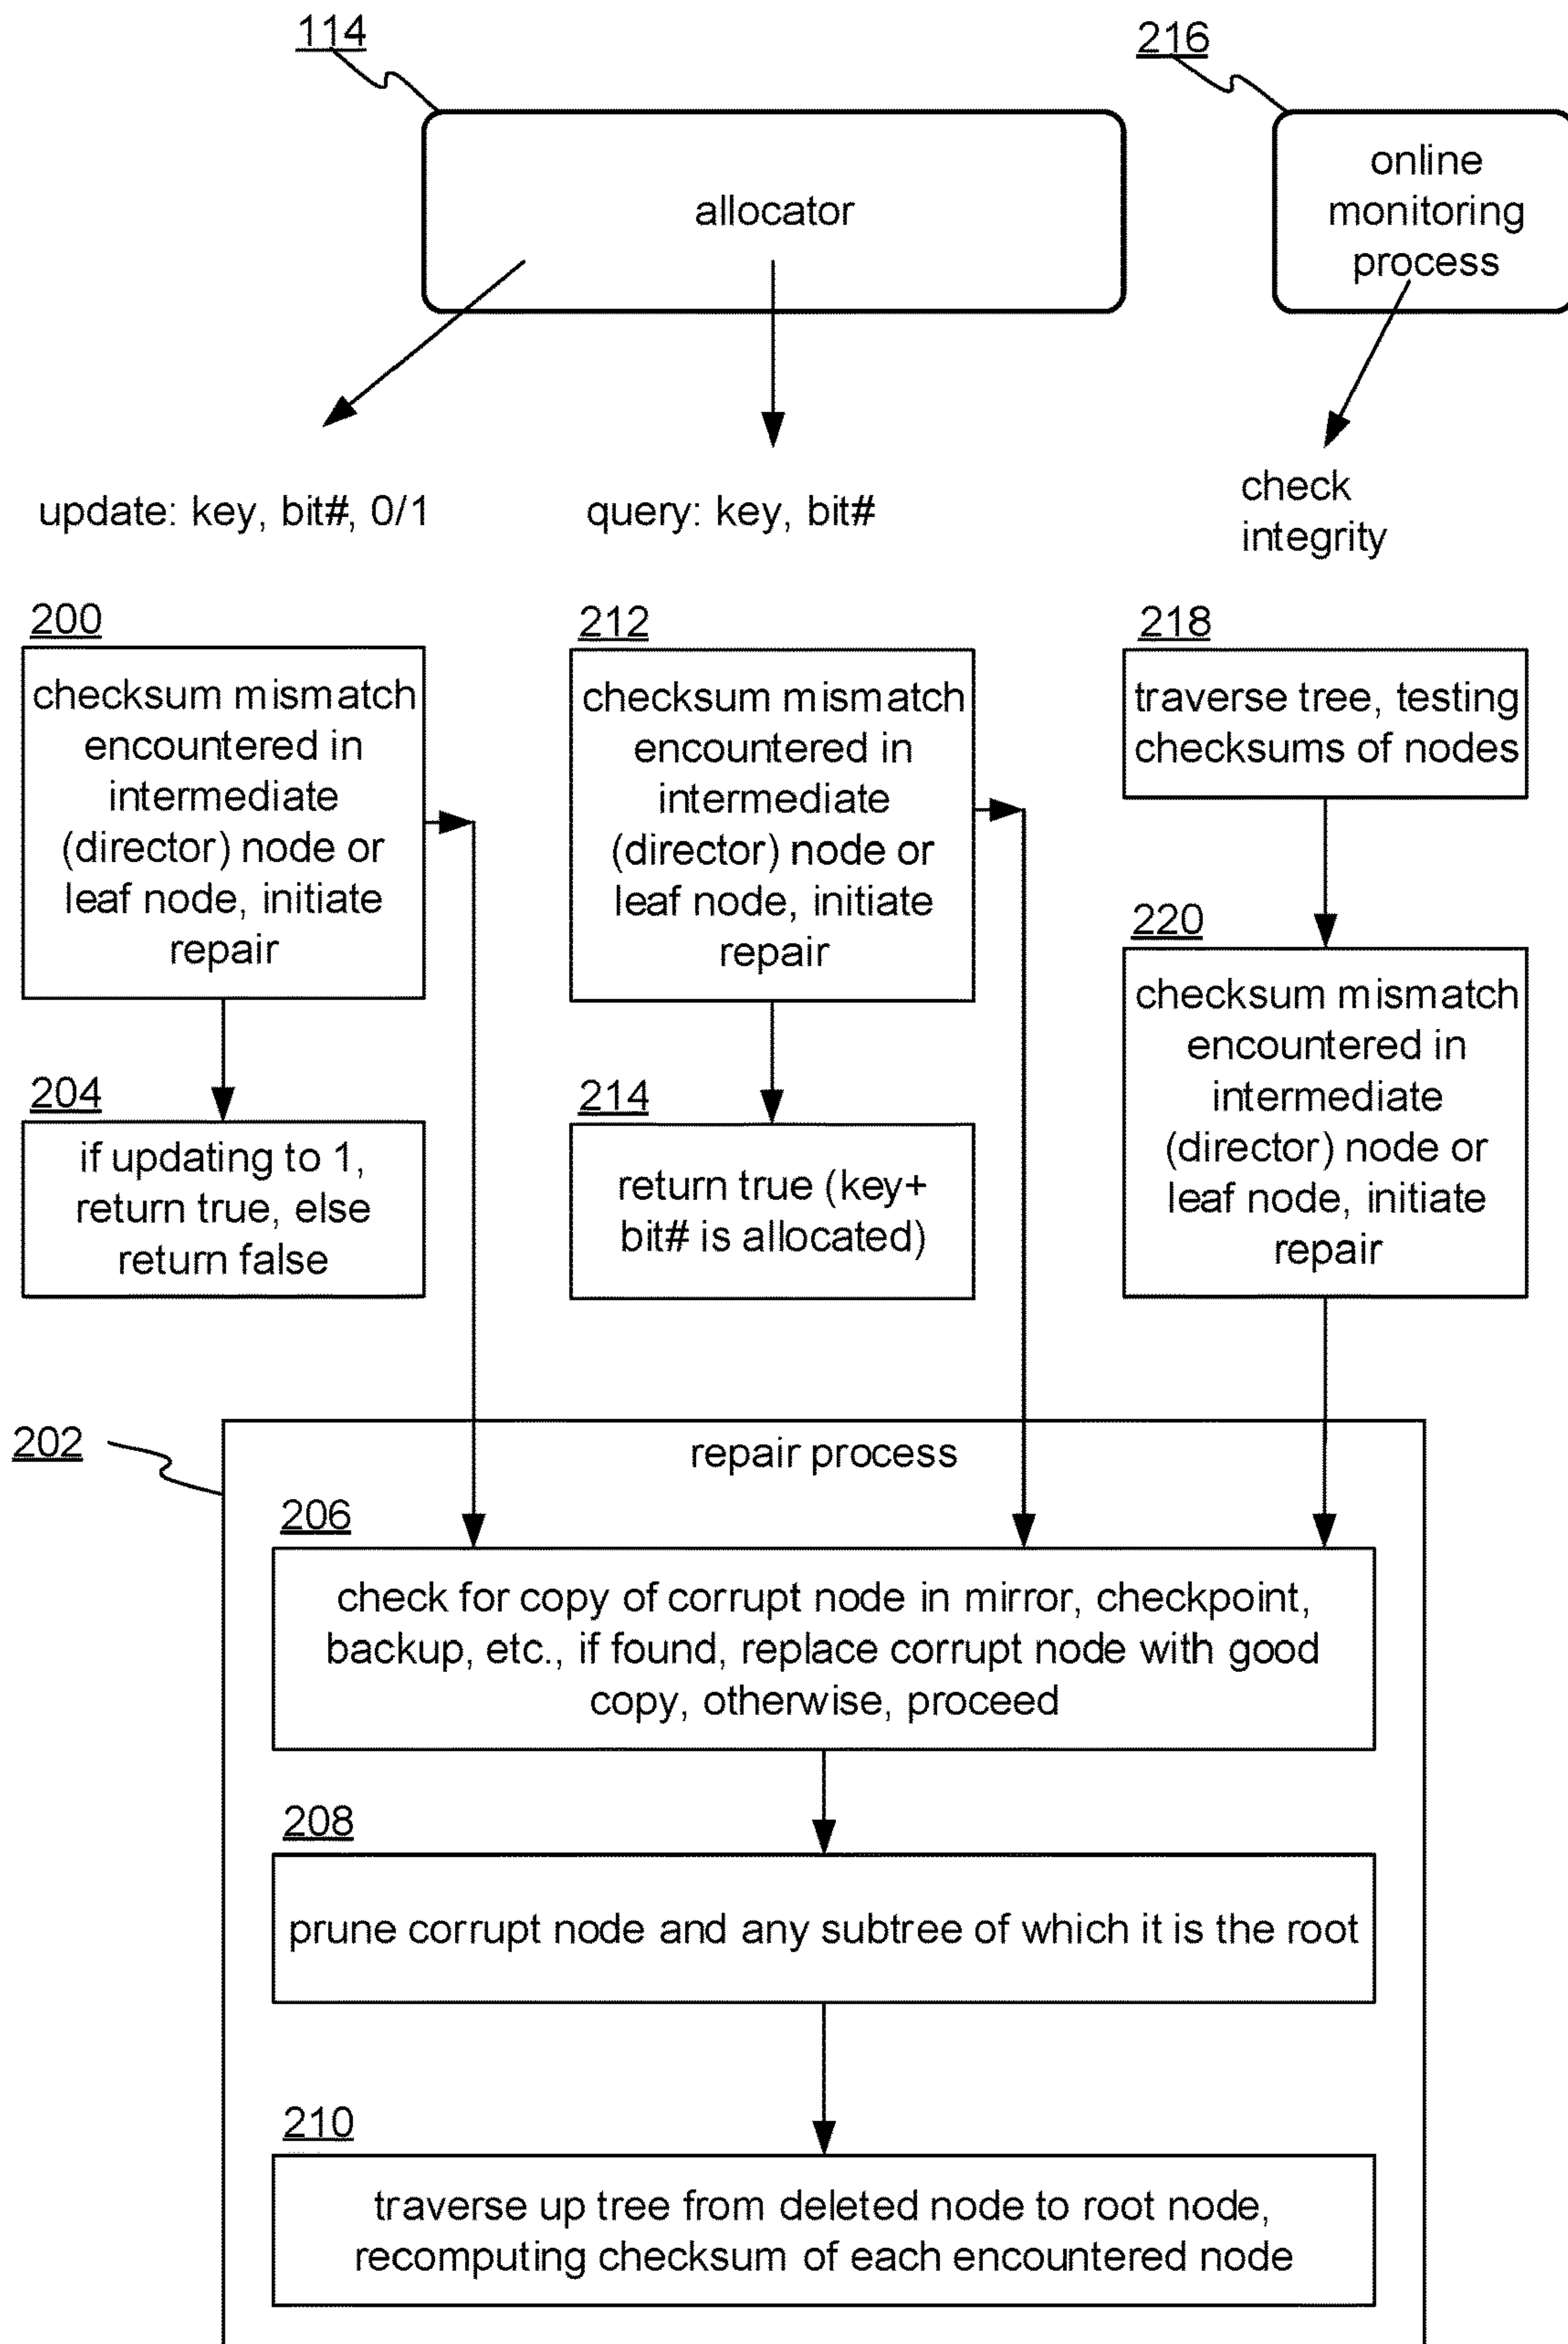 114
216
allocator
online
monitoring
process
update: key, bit#, 0/1
query: key, bit#
check
integrity
200
checksum mismatch
encountered in
intermediate
(director) node or
leaf node, initiate
repair
204
if updating to 1,
return true, else
return false
212
checksum mismatch
encountered in
intermediate
(director) node or
leaf node, initiate
repair
214
return true (key+
bit# is allocated)
218
traverse tree, testing
checksums of nodes
220
checksum mismatch
encountered in
intermediate
(director) node or
leaf node, initiate
repair
202
repair process
206
check for copy of corrupt node in mirror, checkpoint,
backup, etc., if found, replace corrupt node with good
copy, otherwise, proceed
208
prune corrupt node and any subtree of which it is the root
210
traverse up tree from deleted node to root node,
recomputing checksum of each encountered node